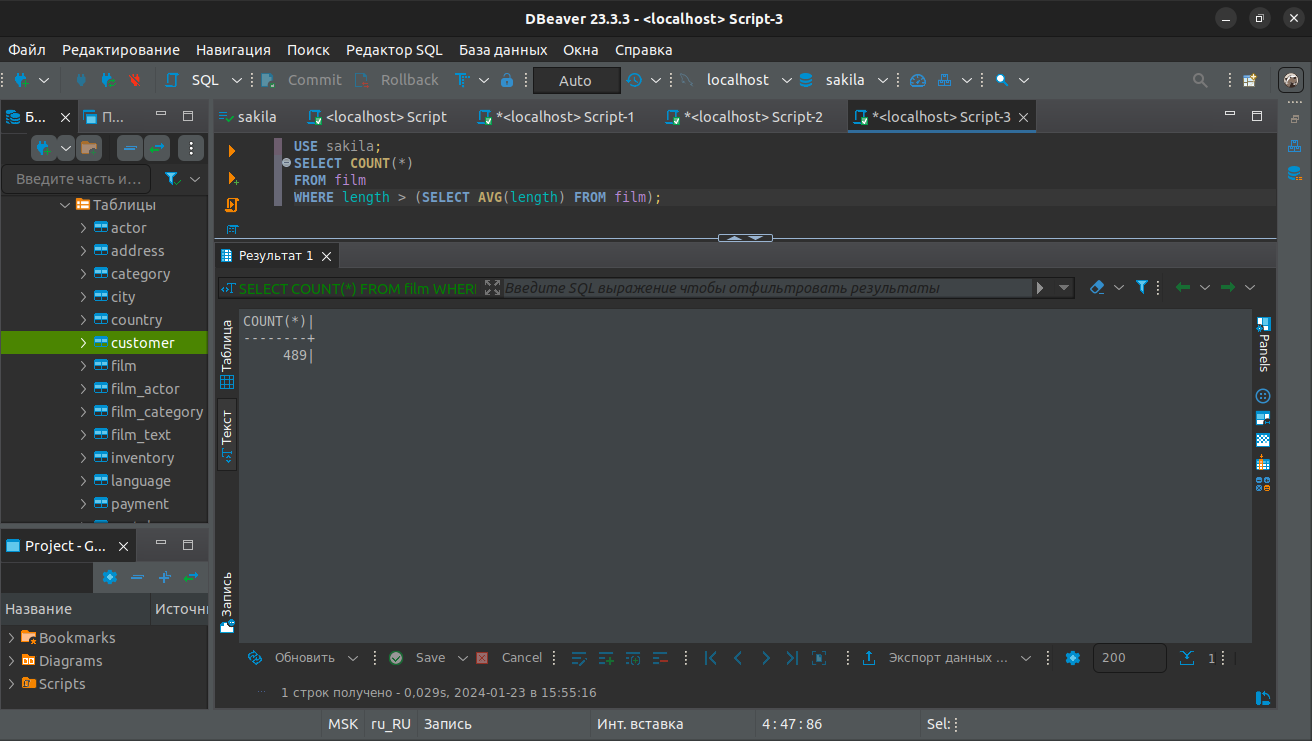 DBeaver 23.3.3 - <localhost> Script-3
Файл Редактирование Навигация Поиск Редактор SQL База данных Окна Справка
SQL Commit Rollback Auto localhost sakila
Б... П...
sakila <localhost> Script *<localhost> Script-1 *<localhost> Script-2 *<localhost> Script-3
Введите часть и...
Таблицы
actor
address
category
city
country
customer
film
film_actor
film_category
film_text
inventory
language
payment
USE sakila;
SELECT COUNT(*)
FROM film
WHERE length > (SELECT AVG(length) FROM film);
Результат 1
SELECT COUNT(*) FROM film WHER Введите SQL выражение чтобы отфильтровать результаты
Таблица
Текст
Запись
COUNT(*)|
--------+
489|
Panels
Project - G...
Название Источн
Bookmarks
Diagrams
Scripts
Обновить Save Cancel Экспорт данных ... 200 1
1 строк получено - 0,029s, 2024-01-23 в 15:55:16
MSK ru_RU Запись Инт. вставка 4 : 47 : 86 Sel: